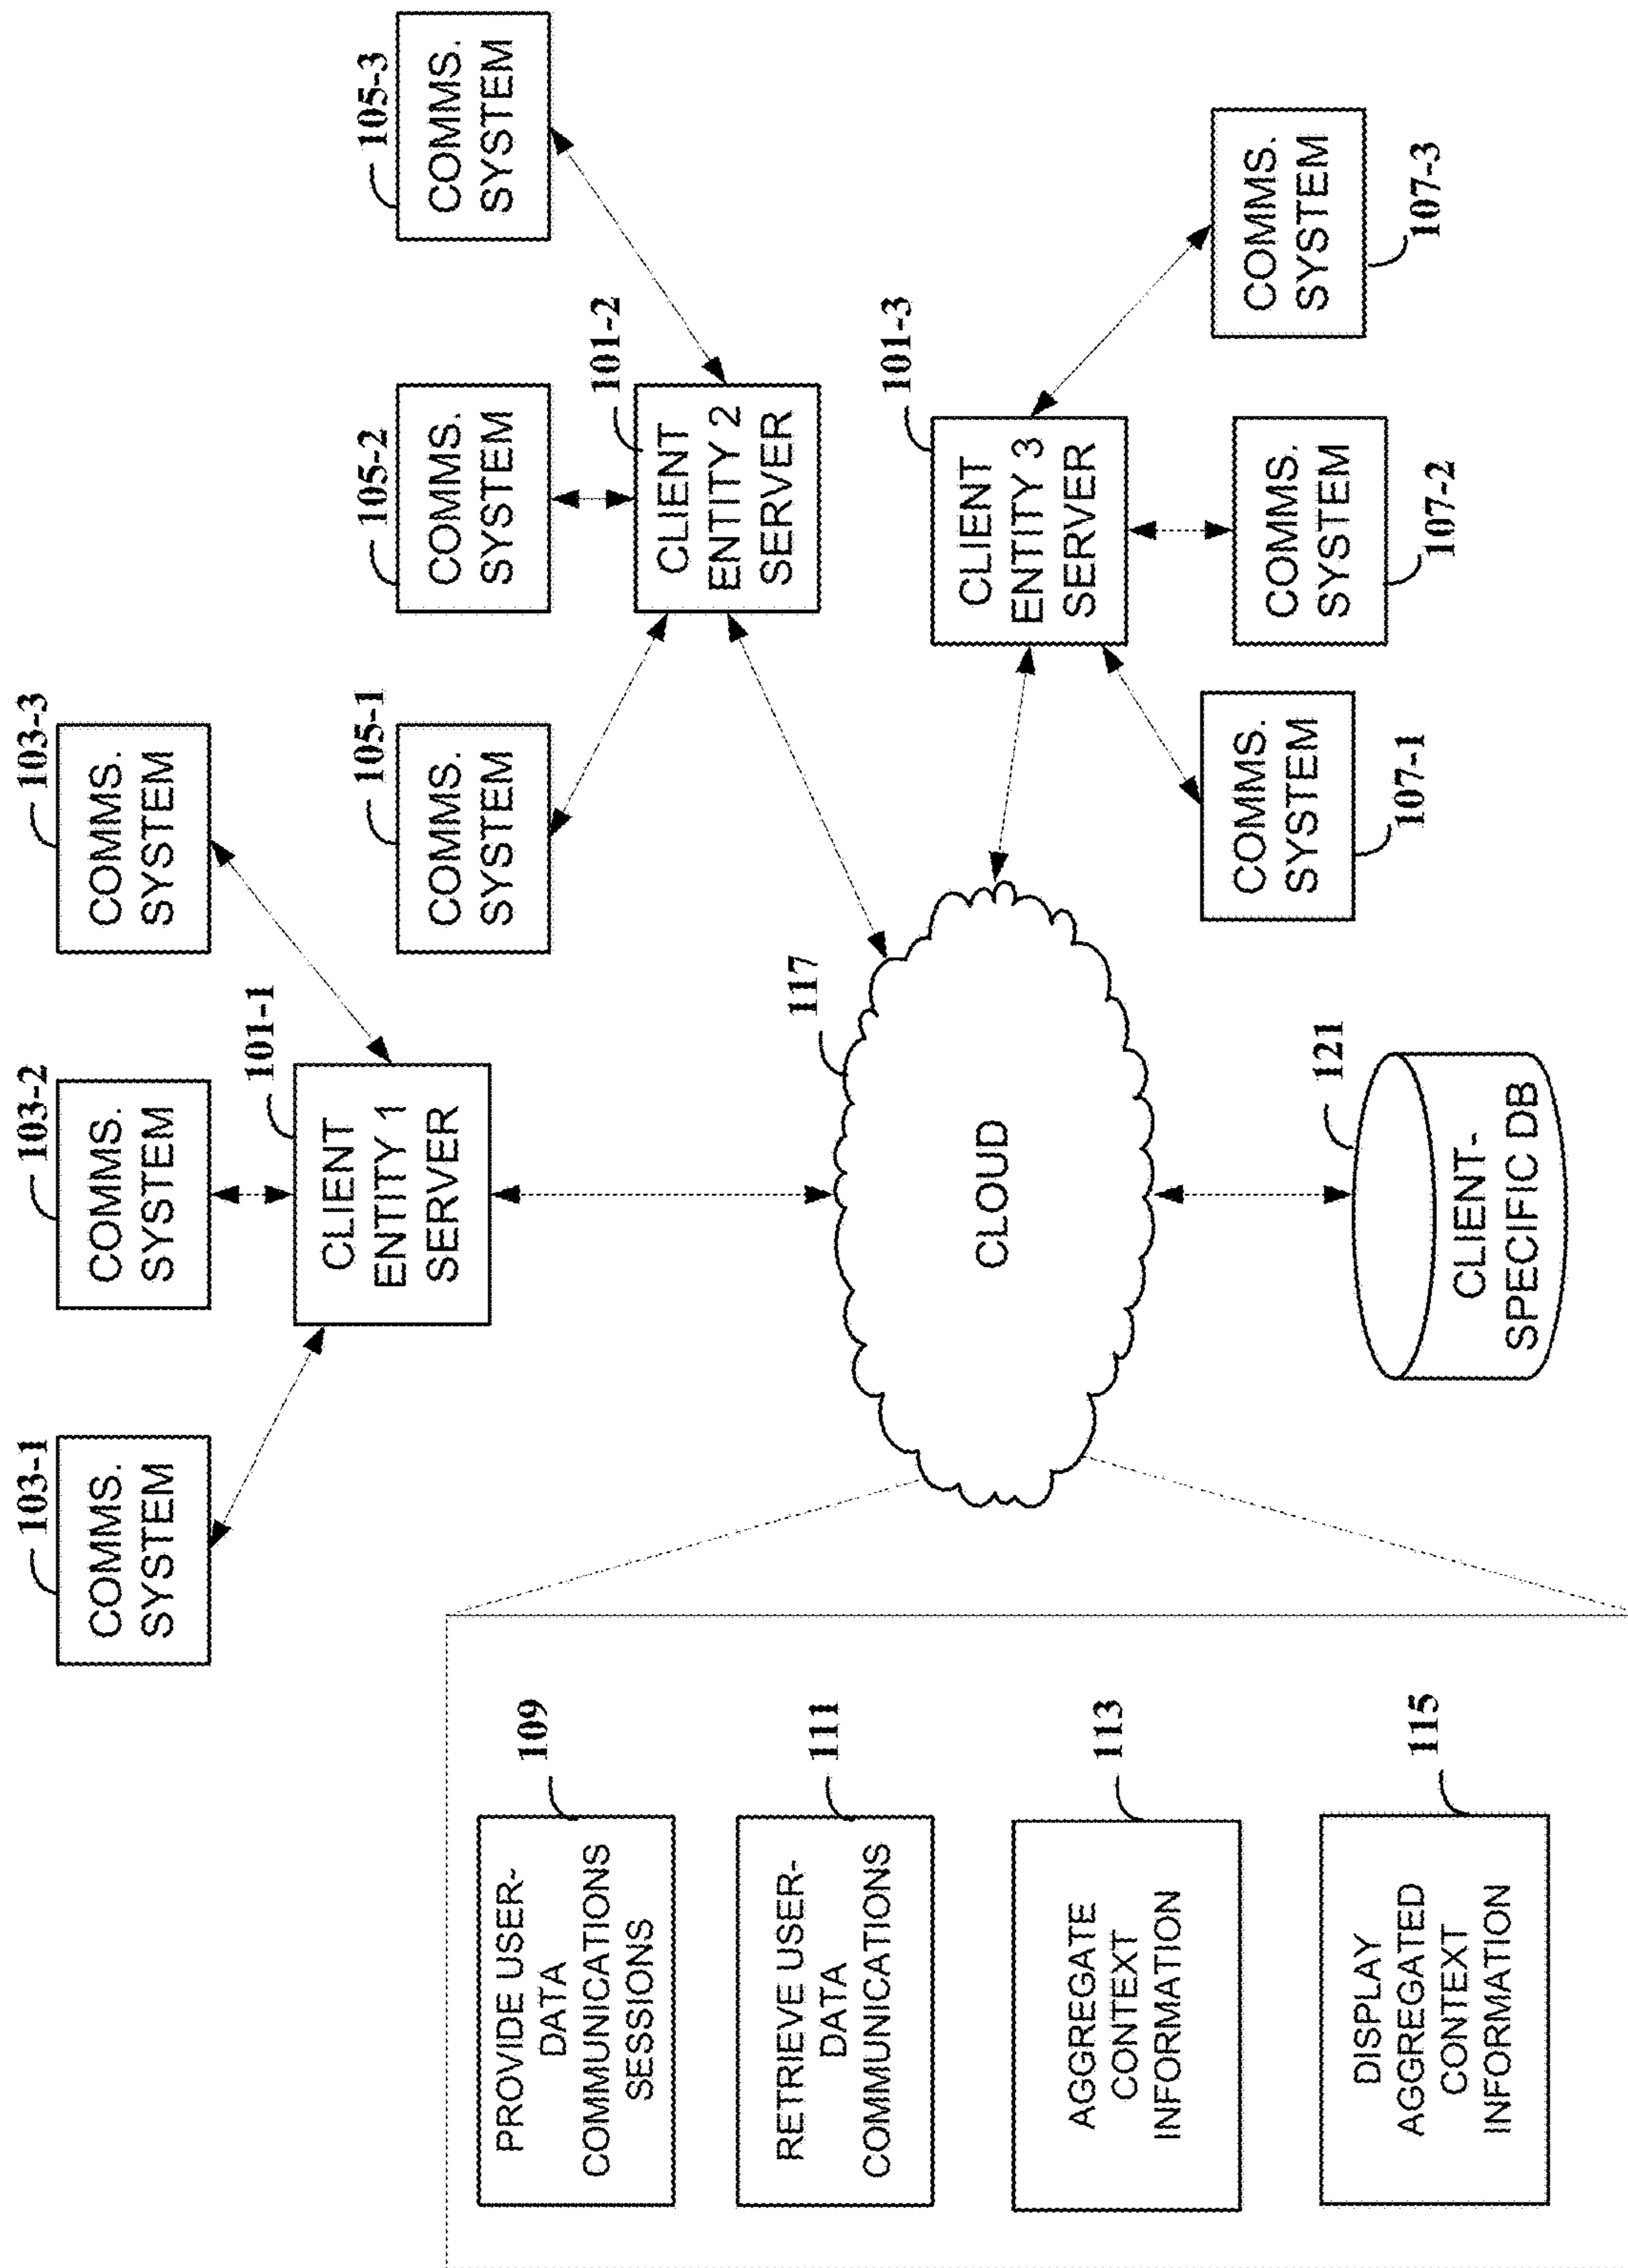 103-1
COMMS.
SYSTEM
103-2
COMMS.
SYSTEM
103-3
COMMS.
SYSTEM
101-1
CLIENT
ENTITY 1
SERVER
105-1
COMMS.
SYSTEM
105-2
COMMS.
SYSTEM
105-3
COMMS.
SYSTEM
101-2
CLIENT
ENTITY 2
SERVER
101-3
CLIENT
ENTITY 3
SERVER
107-1
COMMS.
SYSTEM
107-2
COMMS.
SYSTEM
107-3
COMMS.
SYSTEM
117
CLOUD
121
CLIENT-
SPECIFIC DB
109
PROVIDE USER-
DATA
COMMUNICATIONS
SESSIONS
111
RETRIEVE USER-
DATA
COMMUNICATIONS
113
AGGREGATE
CONTEXT
INFORMATION
115
DISPLAY
AGGREGATED
CONTEXT
INFORMATION